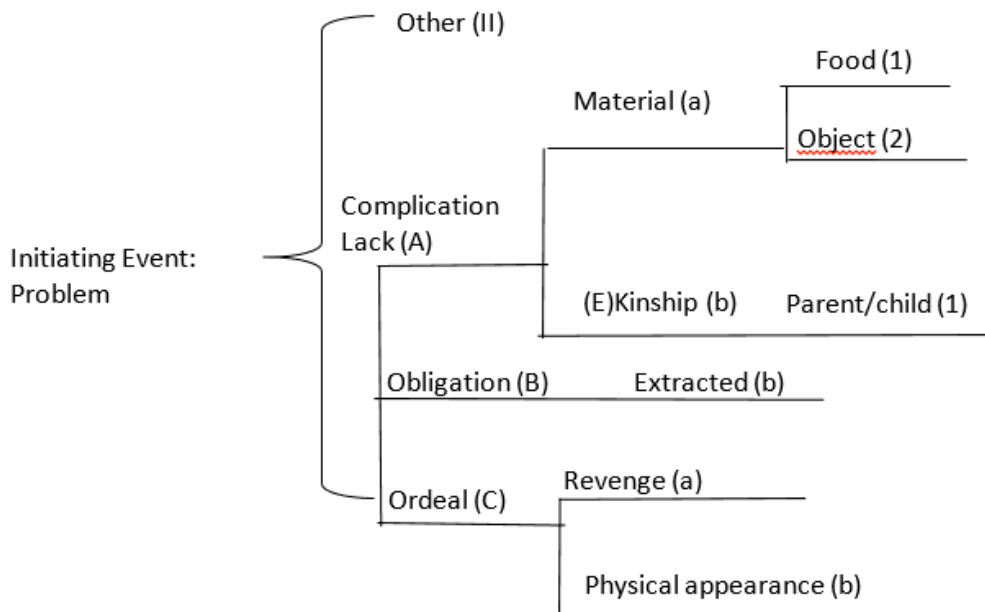 Other (II)
Food (1)
Material (a)
Object (2)
Complication
Lack (A)
Initiating Event:
Problem
(E)Kinship (b)
Parent/child (1)
Obligation (B)
Extracted (b)
Revenge (a)
Ordeal (C)
Physical appearance (b)